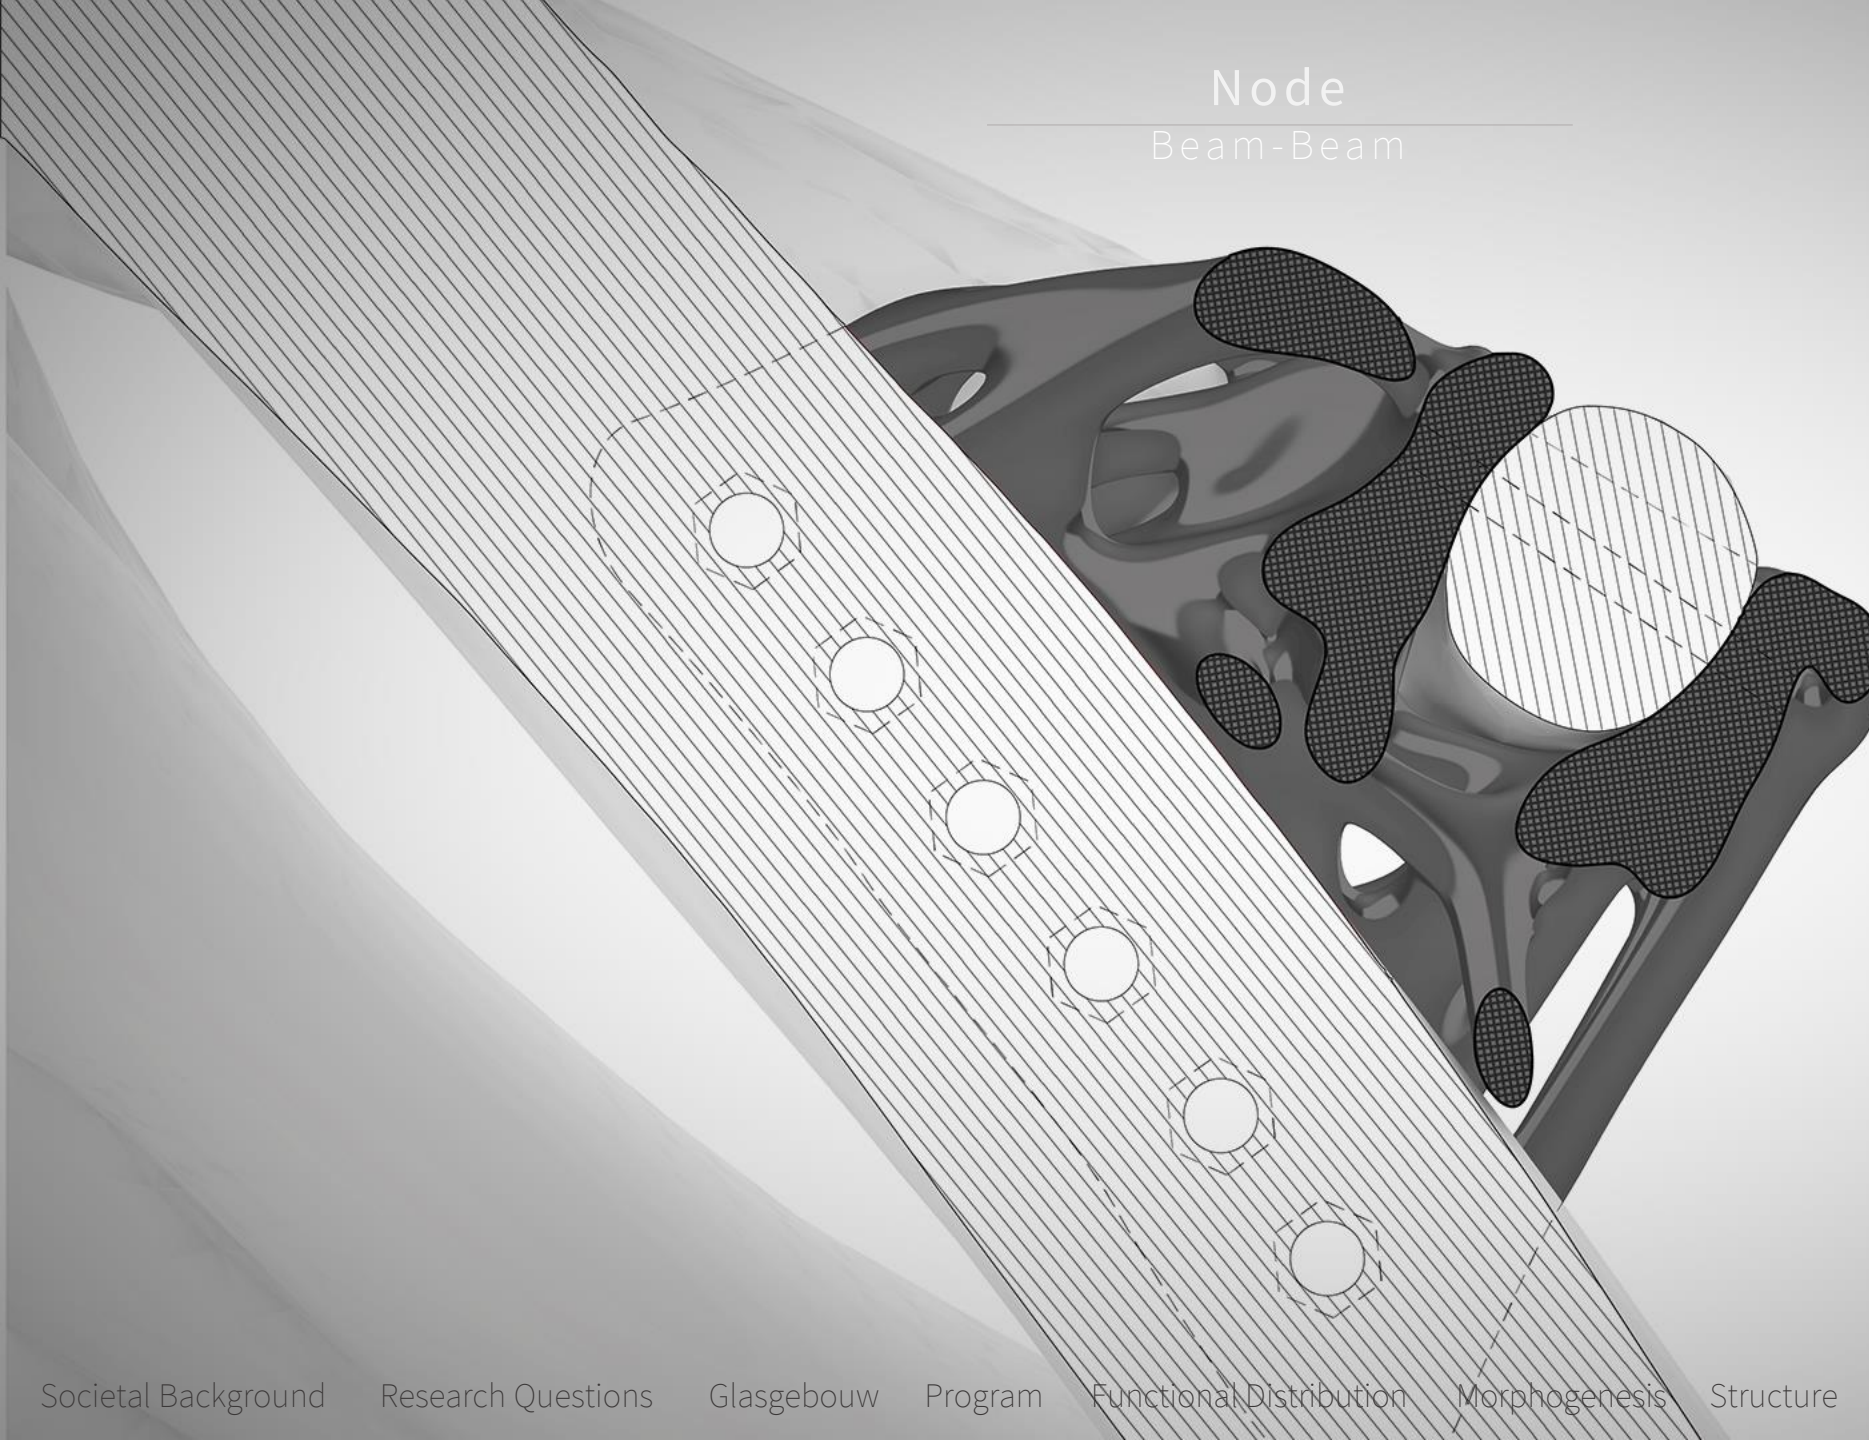 Node
Beam-Beam
Societal Background Research Questions Glasgebouw Program Functional Distribution Morphogenesis Structure